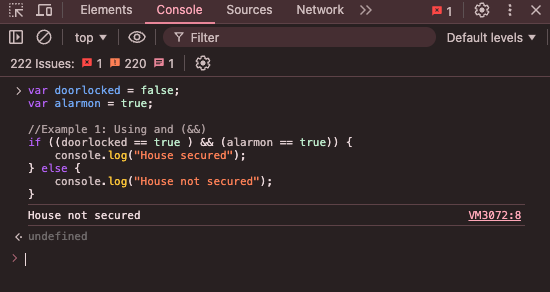 Elements Console Sources Network 1
top Filter Default levels
222 Issues: 1 220 1
var doorlocked = false;
var alarmon = true;
//Example 1: Using and (&&)
if ((doorlocked == true ) && (alarmon == true)) {
    console.log("House secured");
} else {
    console.log("House not secured");
}
House not secured VM3072:8
undefined